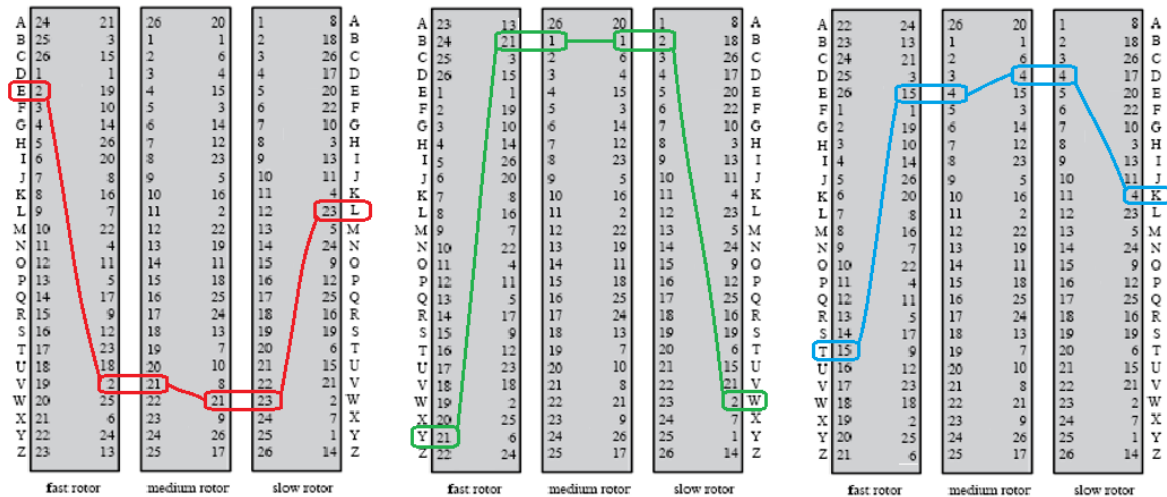 A 24 21 26 20 1 8 A
B 25 3 1 1 2 18 B
C 26 15 2 6 3 26 C
D 1 1 3 4 4 17 D
E 2 19 4 15 5 20 E
F 3 10 5 3 6 22 F
G 4 14 6 14 7 10 G
H 5 26 7 12 8 3 H
I 6 20 8 23 9 13 I
J 7 8 9 5 10 11 J
K 8 16 10 16 11 4 K
L 9 7 11 2 12 23 L
M 10 22 12 22 13 5 M
N 11 4 13 19 14 24 N
O 12 11 14 11 15 9 O
P 13 5 15 18 16 12 P
Q 14 17 16 25 17 25 Q
R 15 9 17 24 18 16 R
S 16 12 18 13 19 19 S
T 17 23 19 7 20 6 T
U 18 18 20 10 21 15 U
V 19 2 21 8 22 21 V
W 20 25 22 21 23 2 W
X 21 6 23 9 24 7 X
Y 22 24 24 26 25 1 Y
Z 23 13 25 17 26 14 Z
fast rotor medium rotor slow rotor
A 23 13 26 20 1 8 A
B 24 21 1 1 2 18 B
C 25 3 2 6 3 26 C
D 26 15 3 4 4 17 D
E 1 1 4 15 5 20 E
F 2 19 5 3 6 22 F
G 3 10 6 14 7 10 G
H 4 14 7 12 8 3 H
I 5 26 8 23 9 13 I
J 6 20 9 5 10 11 J
K 7 8 10 16 11 4 K
L 8 16 11 2 12 23 L
M 9 7 12 22 13 5 M
N 10 22 13 19 14 24 N
O 11 4 14 11 15 9 O
P 12 11 15 18 16 12 P
Q 13 5 16 25 17 25 Q
R 14 17 17 24 18 16 R
S 15 9 18 13 19 19 S
T 16 12 19 7 20 6 T
U 17 23 20 10 21 15 U
V 18 18 21 8 22 21 V
W 19 2 22 21 23 2 W
X 20 25 23 9 24 7 X
Y 21 6 24 26 25 1 Y
Z 22 24 25 17 26 14 Z
fast rotor medium rotor slow rotor
A 22 24 26 20 1 8 A
B 23 13 1 1 2 18 B
C 24 21 2 6 3 26 C
D 25 3 3 4 4 17 D
E 26 15 4 15 5 20 E
F 1 1 5 3 6 22 F
G 2 19 6 14 7 10 G
H 3 10 7 12 8 3 H
I 4 14 8 23 9 13 I
J 5 26 9 5 10 11 J
K 6 20 10 16 11 4 K
L 7 8 11 2 12 23 L
M 8 16 12 22 13 5 M
N 9 7 13 19 14 24 N
O 10 22 14 11 15 9 O
P 11 4 15 18 16 12 P
Q 12 11 16 25 17 25 Q
R 13 5 17 24 18 16 R
S 14 17 18 13 19 19 S
T 15 9 19 7 20 6 T
U 16 12 20 10 21 15 U
V 17 23 21 8 22 21 V
W 18 18 22 21 23 2 W
X 19 2 23 9 24 7 X
Y 20 25 24 26 25 1 Y
Z 21 6 25 17 26 14 Z
fast rotor medium rotor slow rotor